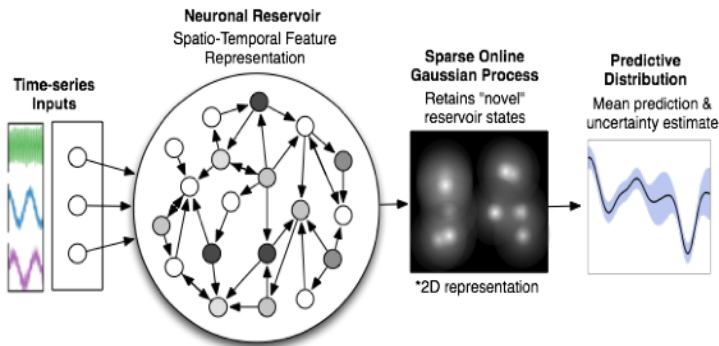 Time-series
Inputs
Neuronal Reservoir
Spatio-Temporal Feature
Representation
Sparse Online
Gaussian Process
Retains "novel"
reservoir states
*2D representation
Predictive
Distribution
Mean prediction &
uncertainty estimate